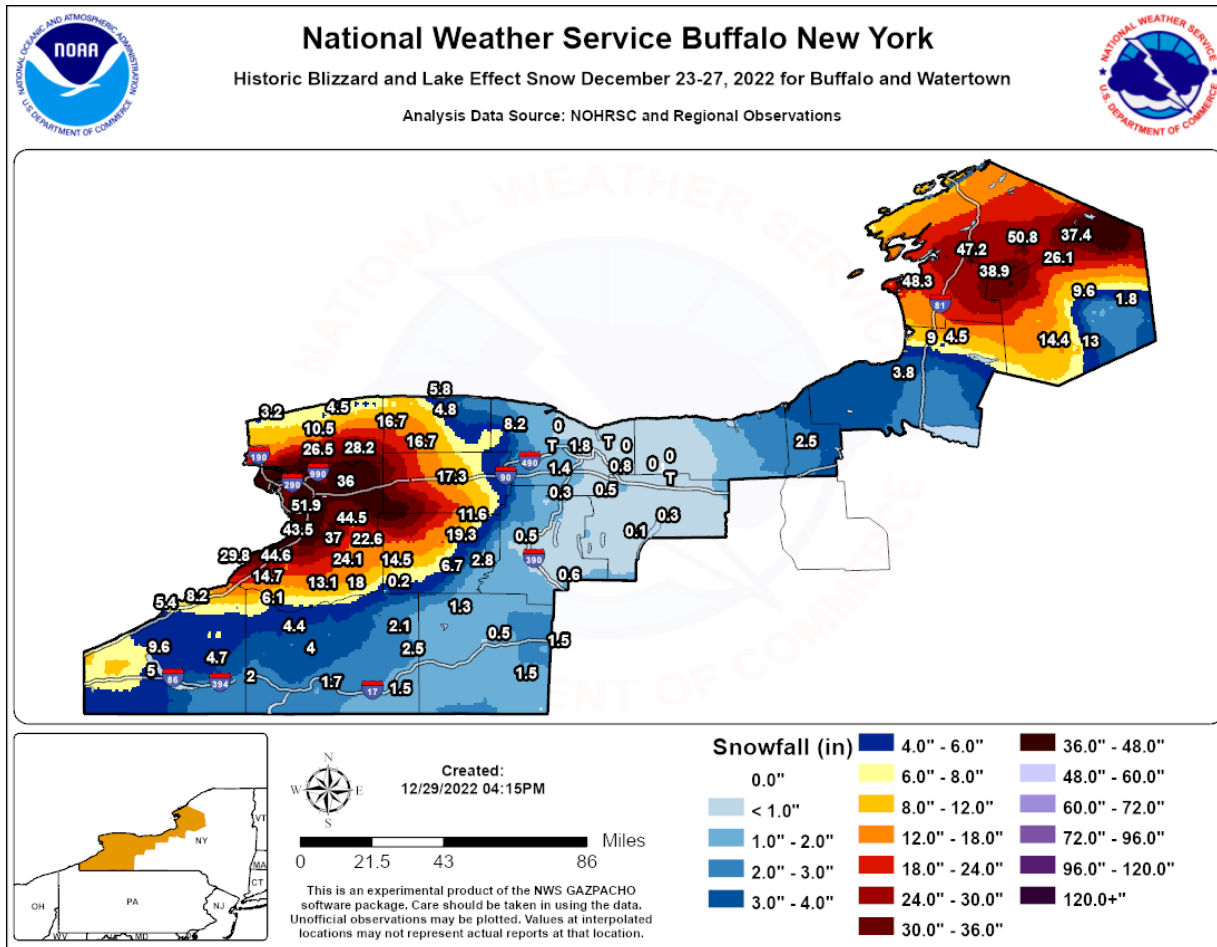 National Weather Service Buffalo New York
Historic Blizzard and Lake Effect Snow December 23-27, 2022 for Buffalo and Watertown
Analysis Data Source: NOHRSC and Regional Observations
NATIONAL OCEANIC AND ATMOSPHERIC ADMINISTRATION
NOAA
U.S. DEPARTMENT OF COMMERCE
NATIONAL WEATHER SERVICE
U.S. DEPARTMENT OF COMMERCE
NATIONAL WEATHER SERVICE
U.S. DEPARTMENT OF COMMERCE
50.8 37.4
47.2
26.1
38.9
48.3
9.6
1.8
81
9 4.5 14.4 13
3.8
5.8
3.2 4.5 4.8
16.7 8.2 0
10.5
26.5 28.2 16.7 T 1.8 T 0 2.5
190 990 490 0
36 17.3 1.4 0.8 0
290 90 T
0.3 0.5
51.9 44.5 11.6 0.3
43.5 37 22.6 19.3 0.5 0.1
29.8 44.6 24.1 14.5 6.7 2.8 390
14.7 13.1 18 0.2 0.6
5.4 8.2 6.1
1.3
4.4 2.1 0.5
9.6 4 2.5 1.5
4.7
5 86 394 2 1.7 17 1.5 1.5
N
W E
S
Created:
12/29/2022 04:15PM
Miles
0 21.5 43 86
This is an experimental product of the NWS GAZPACHO
software package. Care should be taken in using the data.
Unofficial observations may be plotted. Values at interpolated
locations may not represent actual reports at that location.
NY
VT
MA
CT
PA
NJ
OH
WV
MD
Snowfall (in)
0.0"
< 1.0"
1.0" - 2.0"
2.0" - 3.0"
3.0" - 4.0"
4.0" - 6.0"
6.0" - 8.0"
8.0" - 12.0"
12.0" - 18.0"
18.0" - 24.0"
24.0" - 30.0"
30.0" - 36.0"
36.0" - 48.0"
48.0" - 60.0"
60.0" - 72.0"
72.0" - 96.0"
96.0" - 120.0"
120.0+"